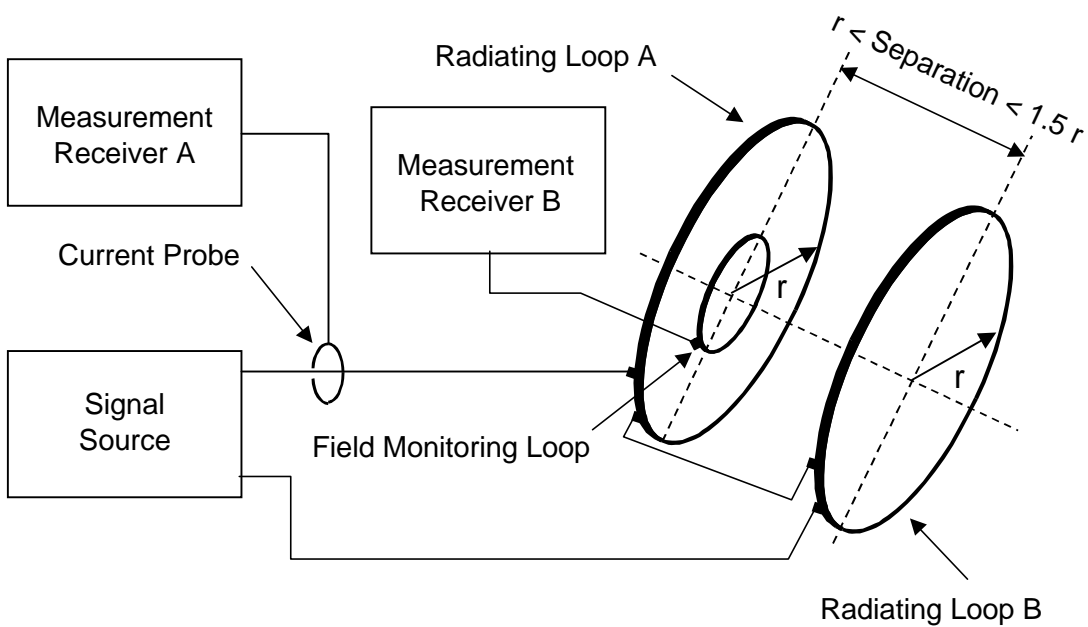 r < Separation < 1.5 r
Radiating Loop A
Measurement
Receiver A
Measurement
Receiver B
Current Probe
r
r
Signal
Source
Field Monitoring Loop
Radiating Loop B